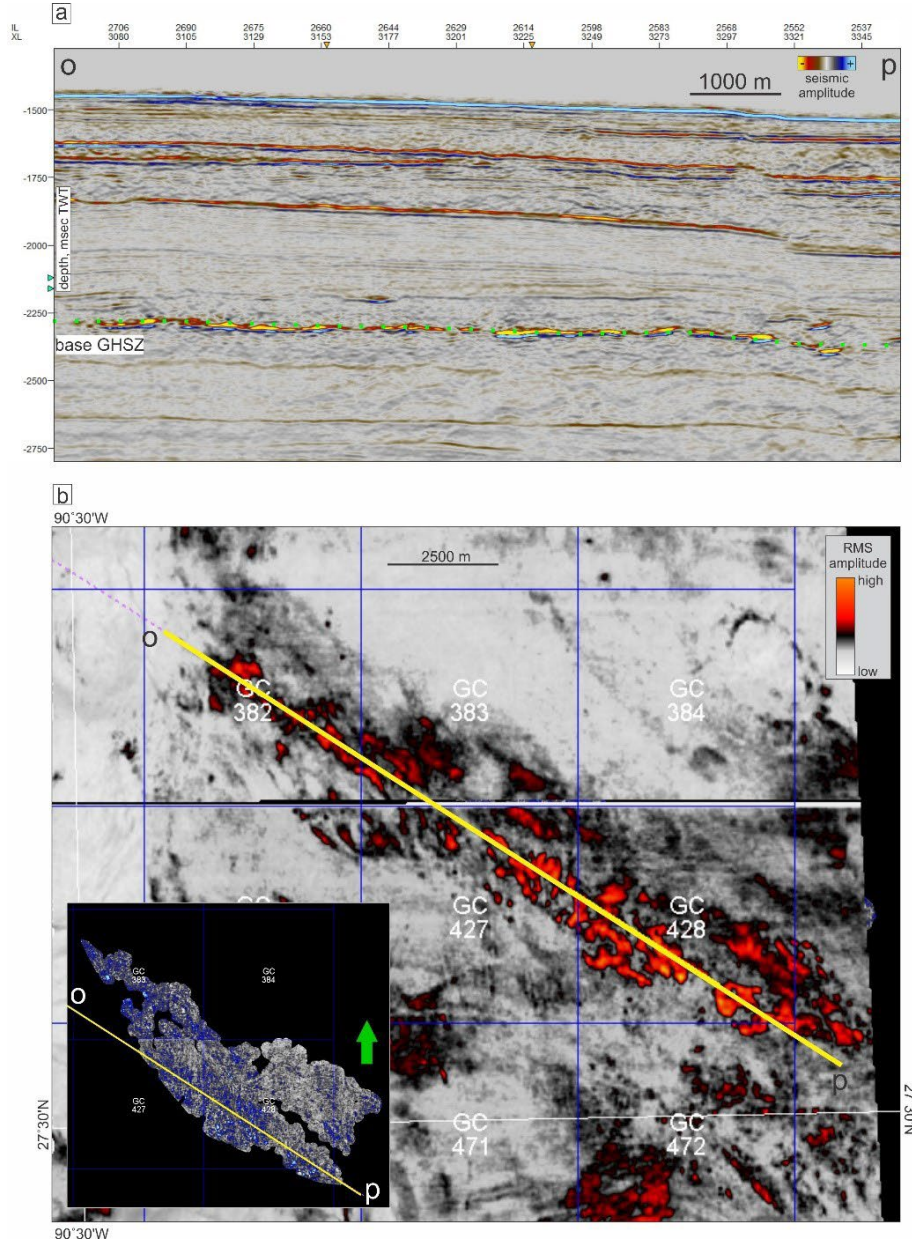 a
IL 2706 2690 2675 2660 2644 2629 2614 2598 2583 2568 2552 2537
XL 3080 3105 3129 3153 3177 3201 3225 3249 3273 3297 3321 3345
o
1000 m
- +
seismic
amplitude
p
-1500
-1750
-2000
-2250
-2500
-2750
depth, msec TWT
base GHSZ
b
90°30'W
2500 m
RMS
amplitude
high
low
o
GC
382
GC
383
GC
384
GC
427
GC
428
p
GC
471
GC
472
27°30'N
27°30'N
o
GC
383
GC
384
GC
427
GC
428
p
90°30'W